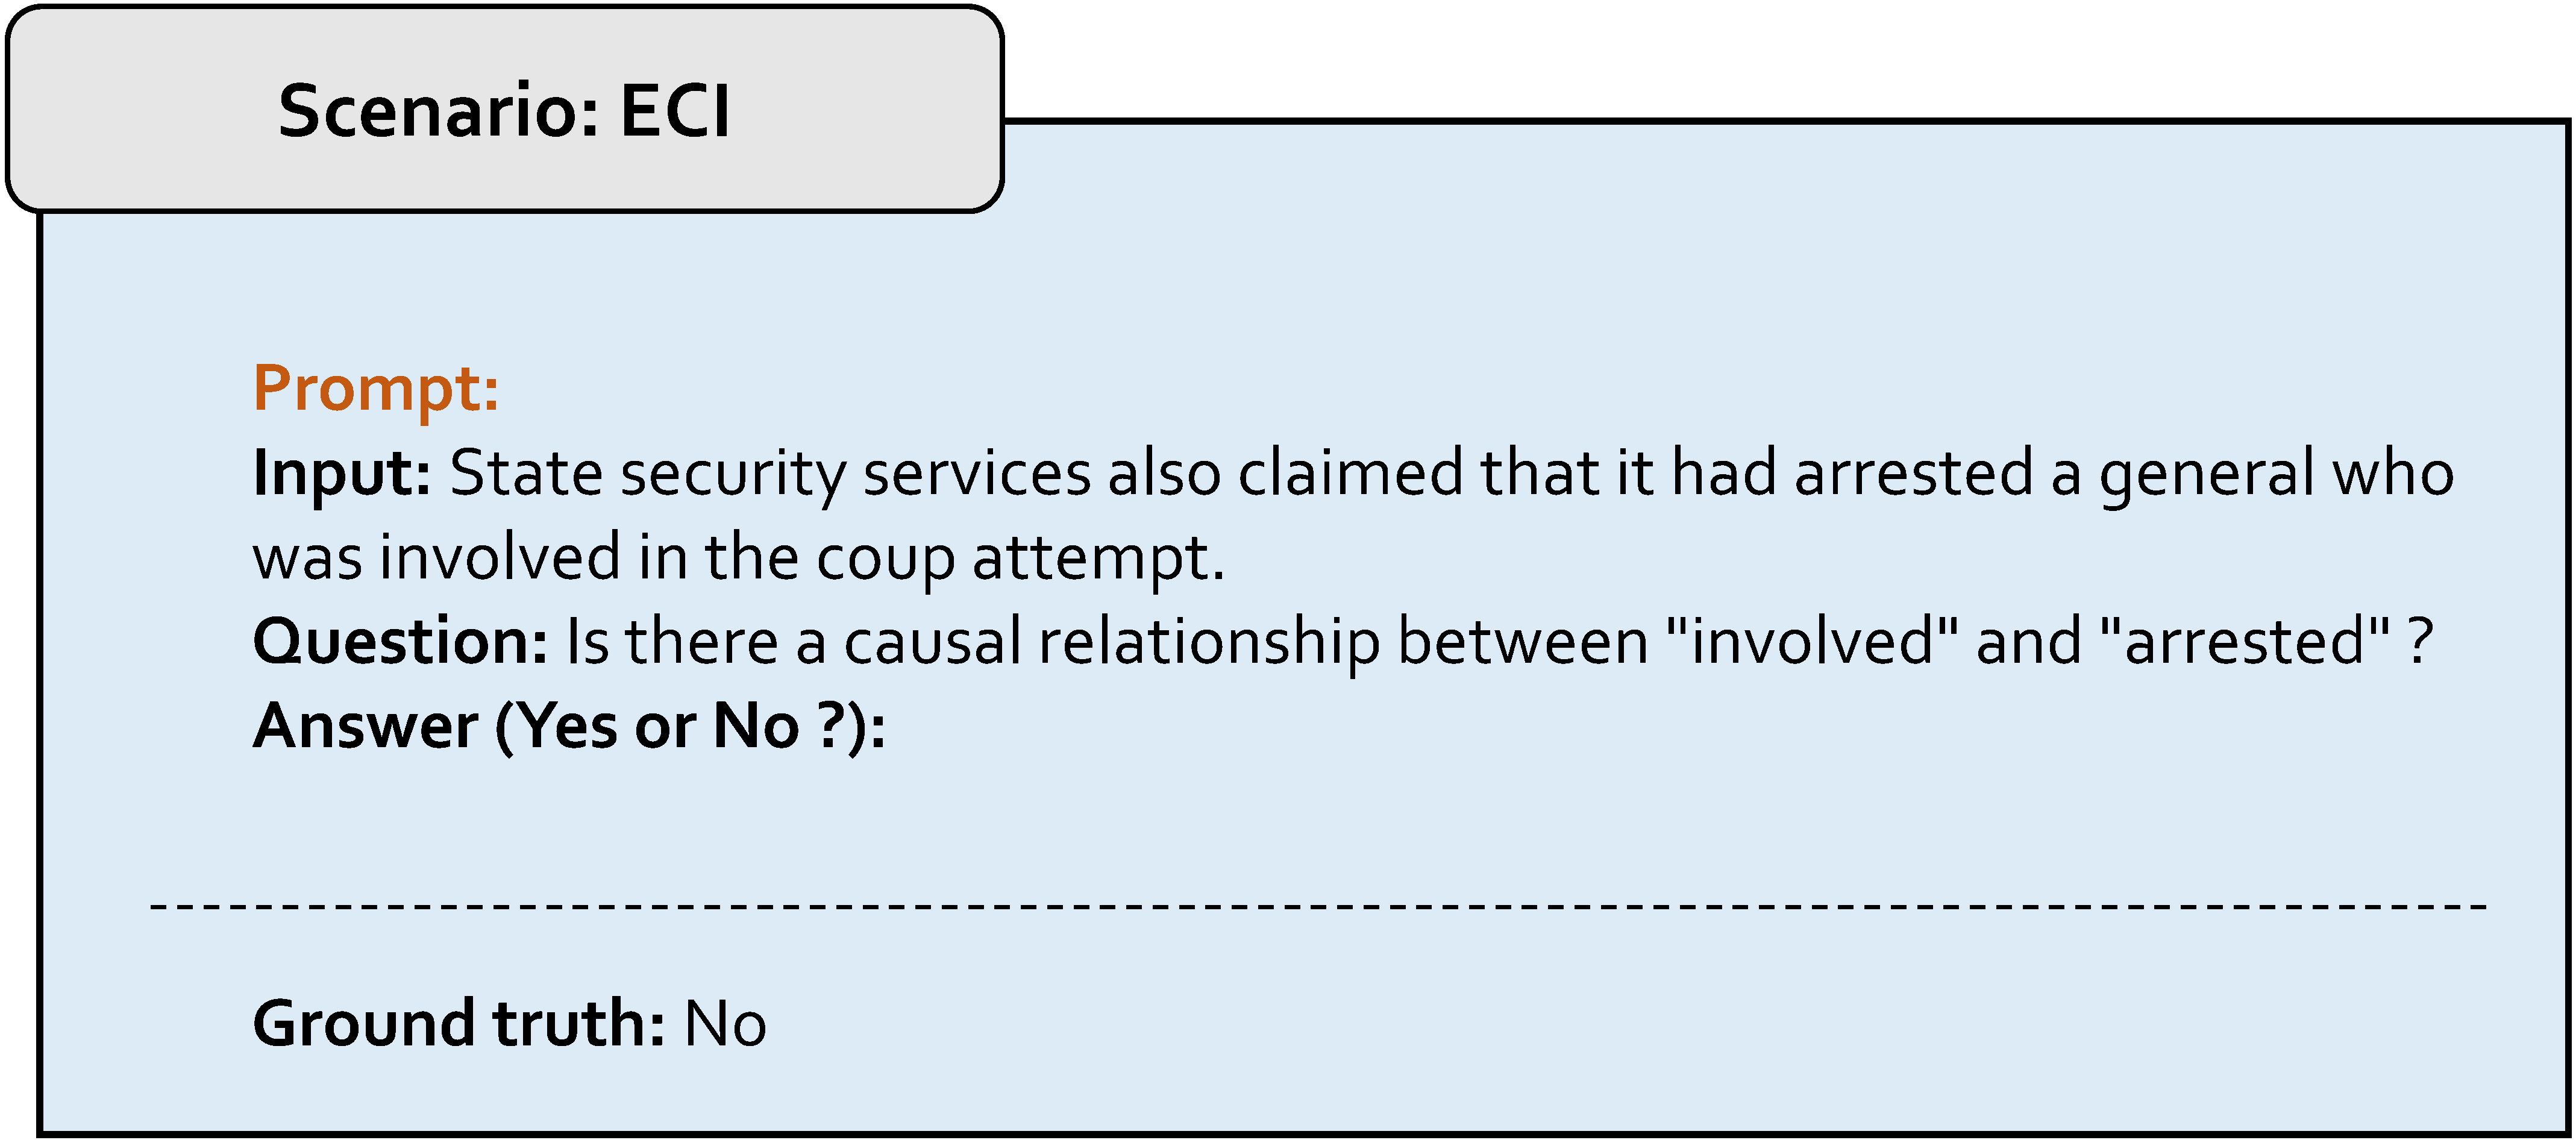 Scenario: ECI
Prompt:
Input: State security services also claimed that it had arrested a general who
was involved in the coup attempt.
Question: Is there a causal relationship between "involved" and "arrested" ?
Answer (Yes or No ?):
Ground truth: No